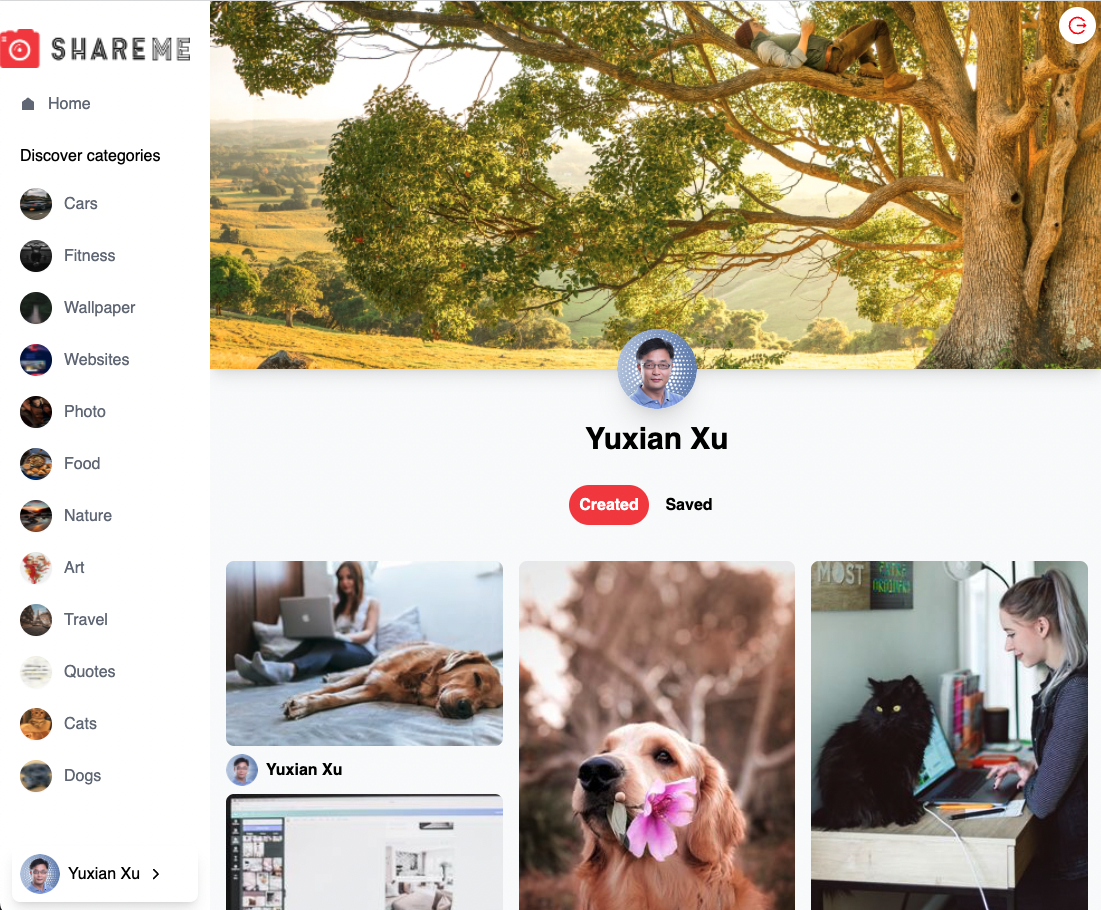 SHAREME
Home
Discover categories
Cars
Fitness
Wallpaper
Websites
Photo
Food
Nature
Art
Travel
Quotes
Cats
Dogs
Yuxian Xu
Yuxian Xu
Created Saved
Yuxian Xu
MOST